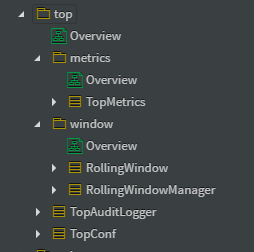 top
Overview
metrics
Overview
TopMetrics
window
Overview
RollingWindow
RollingWindowManager
TopAuditLogger
TopConf